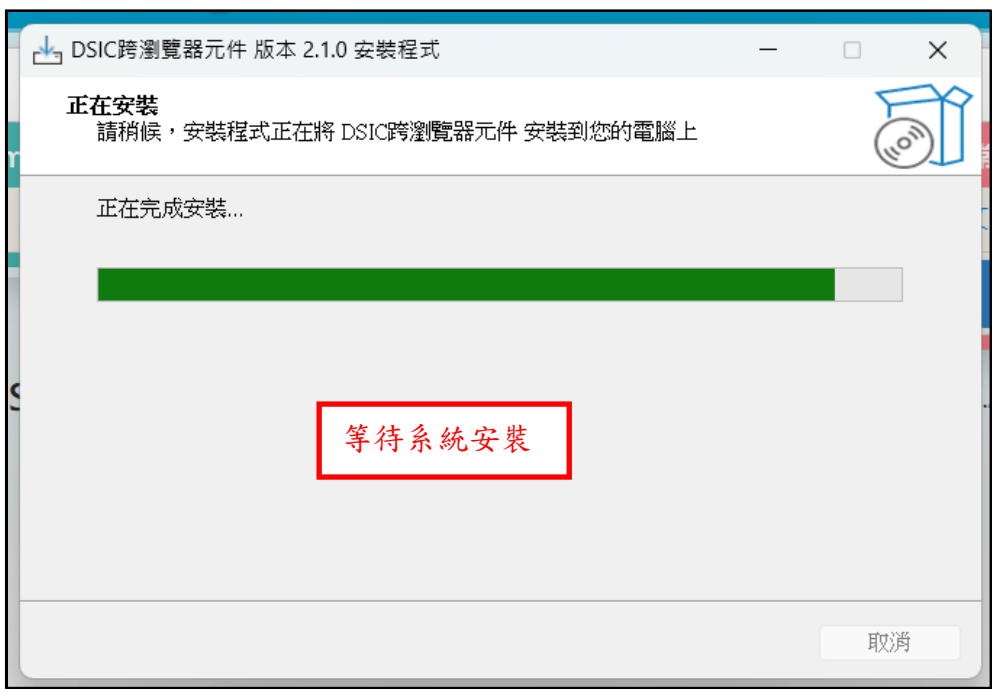 DSIC跨瀏覽器元件 版本 2.1.0 安裝程式
正在安裝
請稍候，安裝程式正在將 DSIC跨瀏覽器元件 安裝到您的電腦上
正在完成安裝...
等待系統安裝
取消